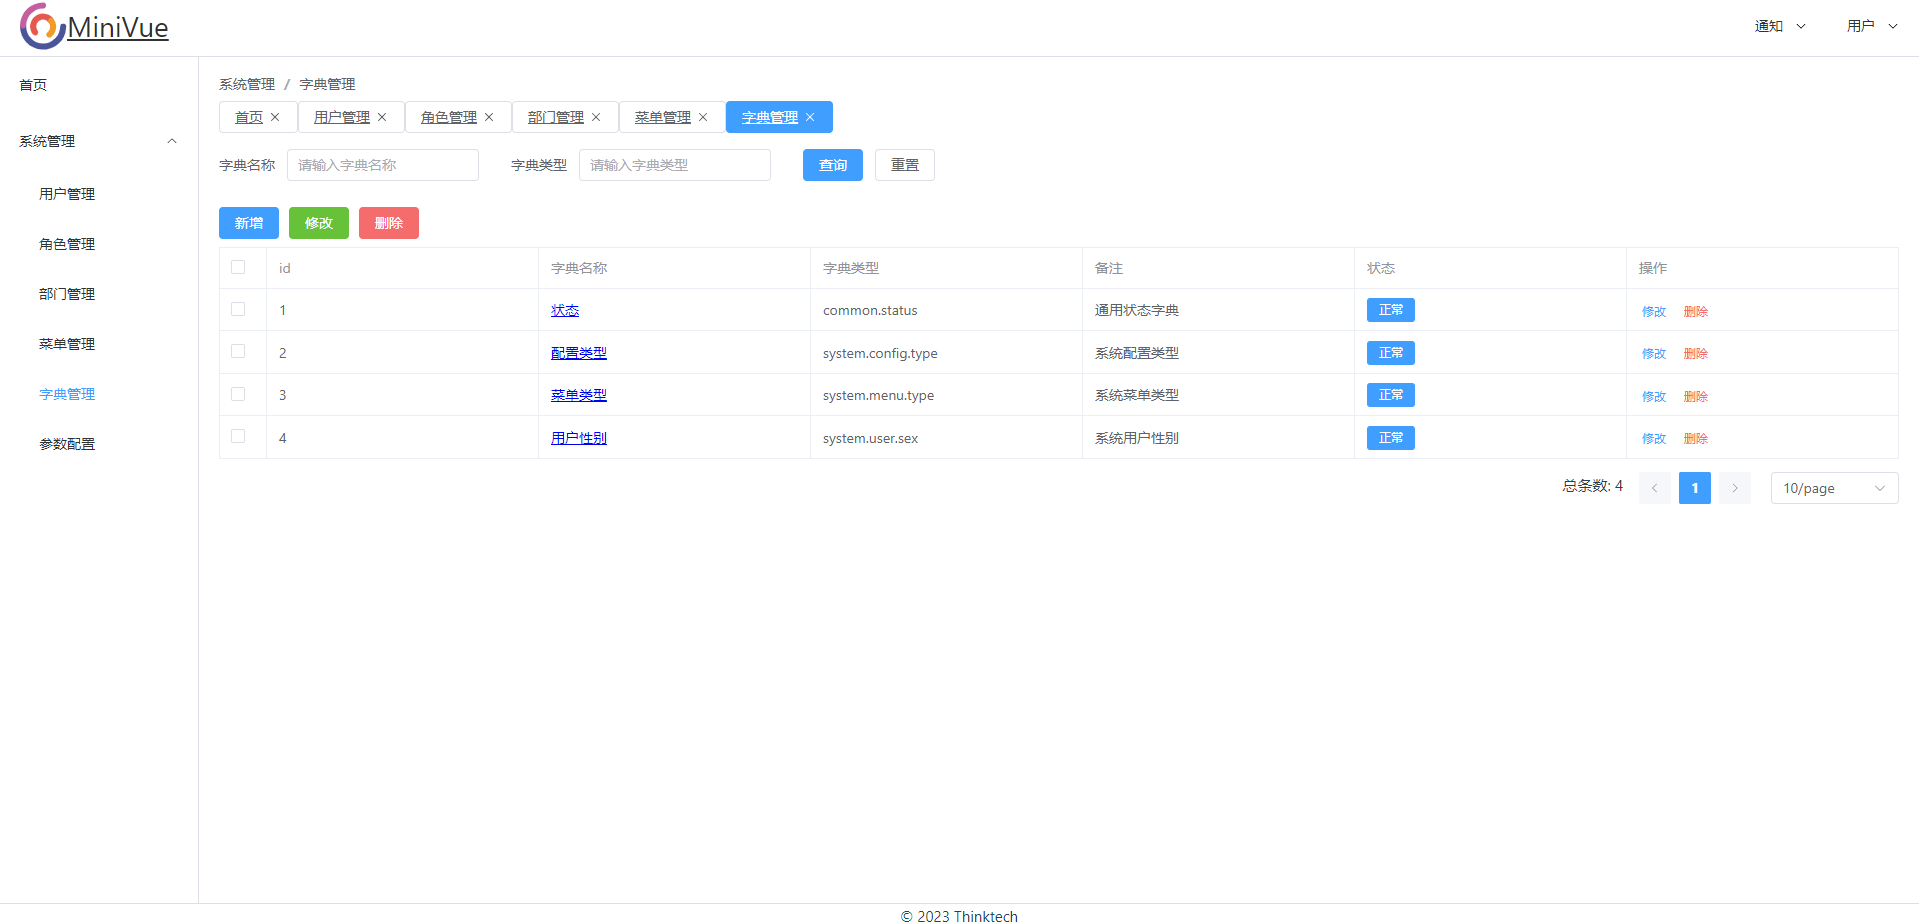 MiniVue
通知 用户
首页
系统管理
用户管理
角色管理
部门管理
菜单管理
字典管理
参数配置
系统管理 / 字典管理
首页 用户管理 角色管理 部门管理 菜单管理 字典管理
字典名称 请输入字典名称 字典类型 请输入字典类型 查询 重置
新增 修改 删除
id 字典名称 字典类型 备注 状态 操作
1 状态 common.status 通用状态字典 正常 修改 删除
2 配置类型 system.config.type 系统配置类型 正常 修改 删除
3 菜单类型 system.menu.type 系统菜单类型 正常 修改 删除
4 用户性别 system.user.sex 系统用户性别 正常 修改 删除
总条数: 4 1 10/page
© 2023 Thinktech